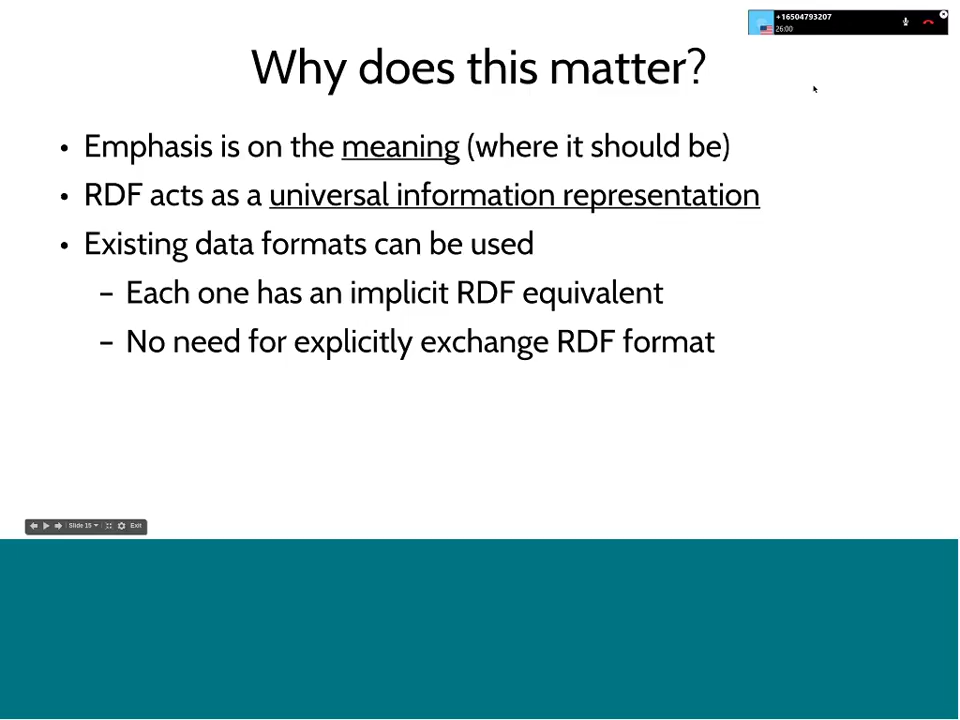 +16504793207
26:00
Why does this matter?
• Emphasis is on the meaning (where it should be)
• RDF acts as a universal information representation
• Existing data formats can be used
– Each one has an implicit RDF equivalent
– No need for explicitly exchange RDF format
Slide 15
Exit